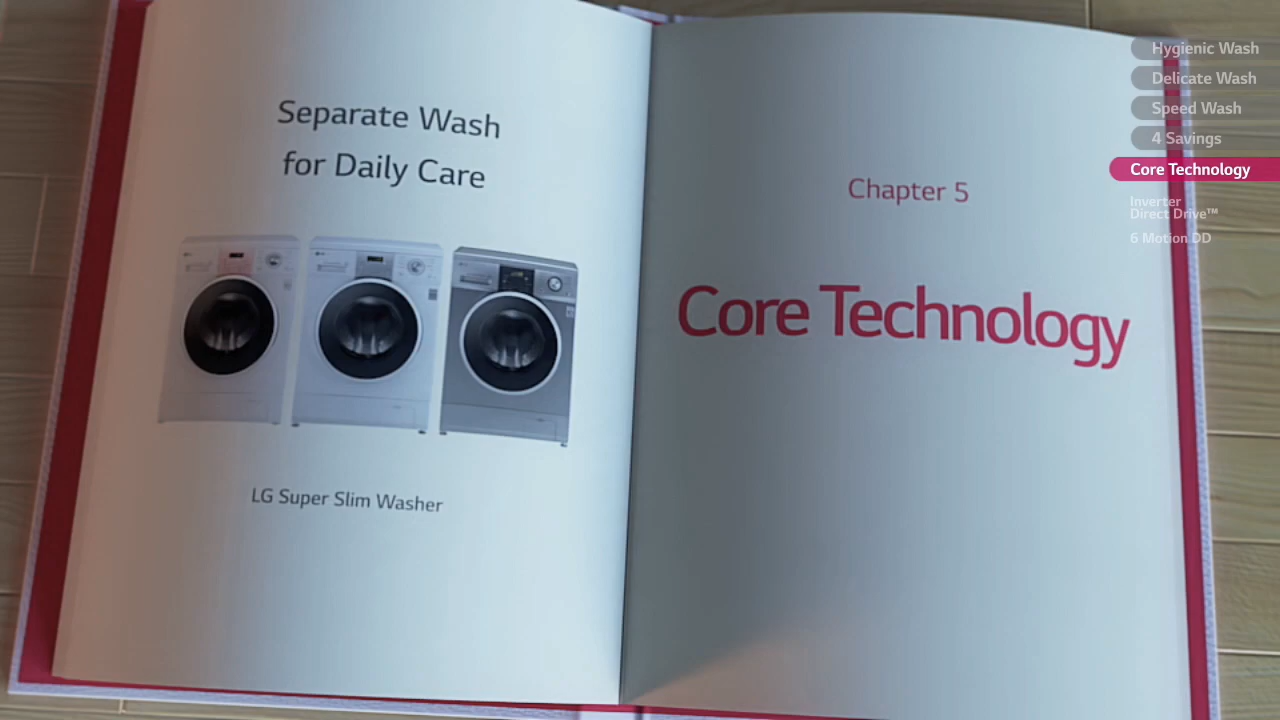 Separate Wash
for Daily Care
LG Super Slim Washer
Chapter 5
Core Technology
Hygienic Wash
Delicate Wash
Speed Wash
4 Savings
Core Technology
Inverter
Direct Drive™
6 Motion DD